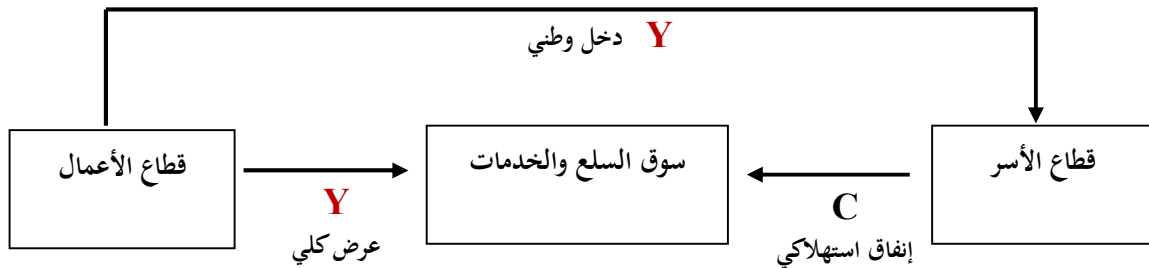 دخل وطني Y
قطاع الأسر
سوق السلع والخدمات
قطاع الأعمال
C
إنفاق استهلاكي
Y
عرض كلي